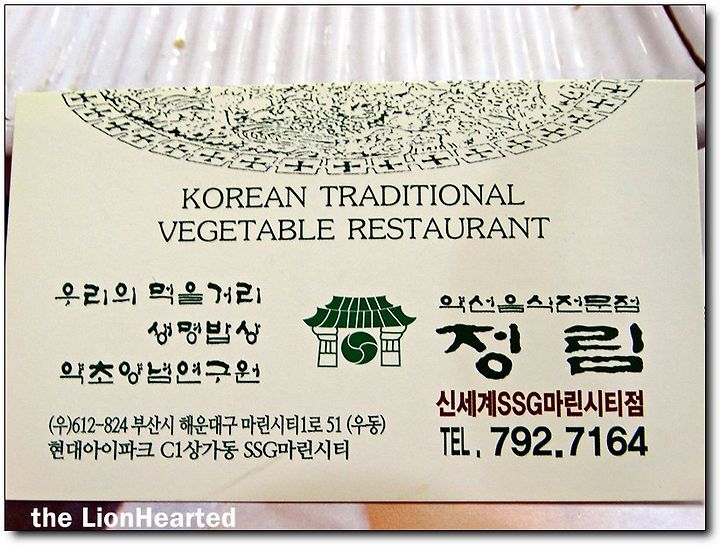 KOREAN TRADITIONAL
VEGETABLE RESTAURANT
우리의 먹을거리
생명밥상
약초양념연구원
약선음식전문점
정림
신세계SSG마린시티점
TEL. 792.7164
(우)612-824 부산시 해운대구 마린시티1로 51 (우동)
현대아이파크 C1상가동 SSG마린시티
the LionHearted